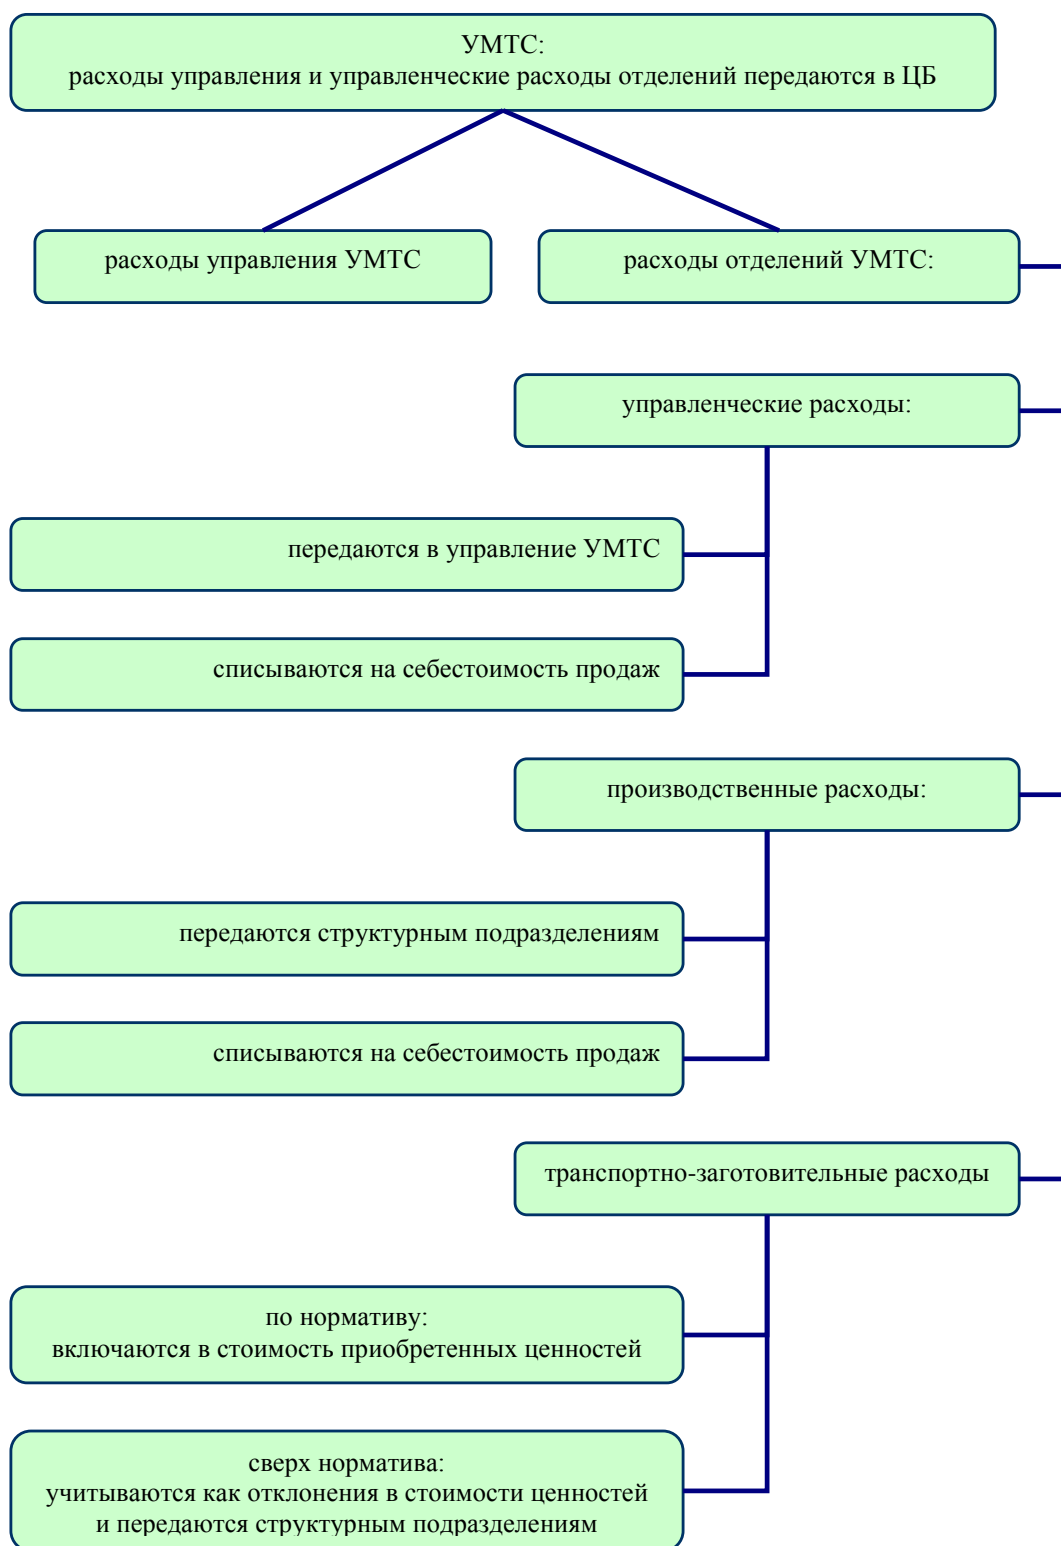 УМТС:
расходы управления и управленческие расходы отделений передаются в ЦБ
расходы управления УМТС
расходы отделений УМТС:
управленческие расходы:
передаются в управление УМТС
списываются на себестоимость продаж
производственные расходы:
передаются структурным подразделениям
списываются на себестоимость продаж
транспортно-заготовительные расходы
по нормативу:
включаются в стоимость приобретенных ценностей
сверх норматива:
учитываются как отклонения в стоимости ценностей
и передаются структурным подразделениям